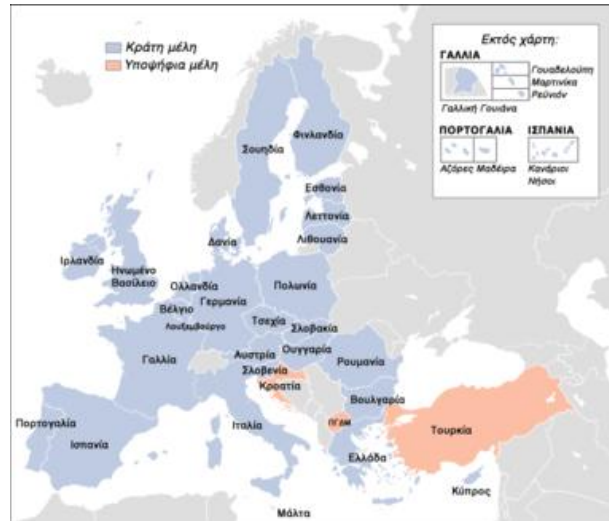 Κράτη μέλη
Υποψήφια μέλη
Εκτός χάρτη:
ΓΑΛΛΙΑ
Γουαδελούπη
Μαρτινίκα
Ρεϋνιόν
Γαλλική Γουιάνα
ΠΟΡΤΟΓΑΛΙΑ
ΙΣΠΑΝΙΑ
Αζόρες Μαδείρα
Κανάριοι
Νήσοι
Φινλανδία
Σουηδία
Εσθονία
Λεττονία
Λιθουανία
Δανία
Ιρλανδία
Ηνωμένο
Βασίλειο
Ολλανδία
Πολωνία
Γερμανία
Βέλγιο
Λουξεμβούργο
Τσεχία
Σλοβακία
Ουγγαρία
Αυστρία
Γαλλία
Ρουμανία
Σλοβενία
Κροατία
Βουλγαρία
Πορτογαλία
Ισπανία
Ιταλία
ΠΓΔΜ
Τουρκία
Ελλάδα
Κύπρος
Μάλτα